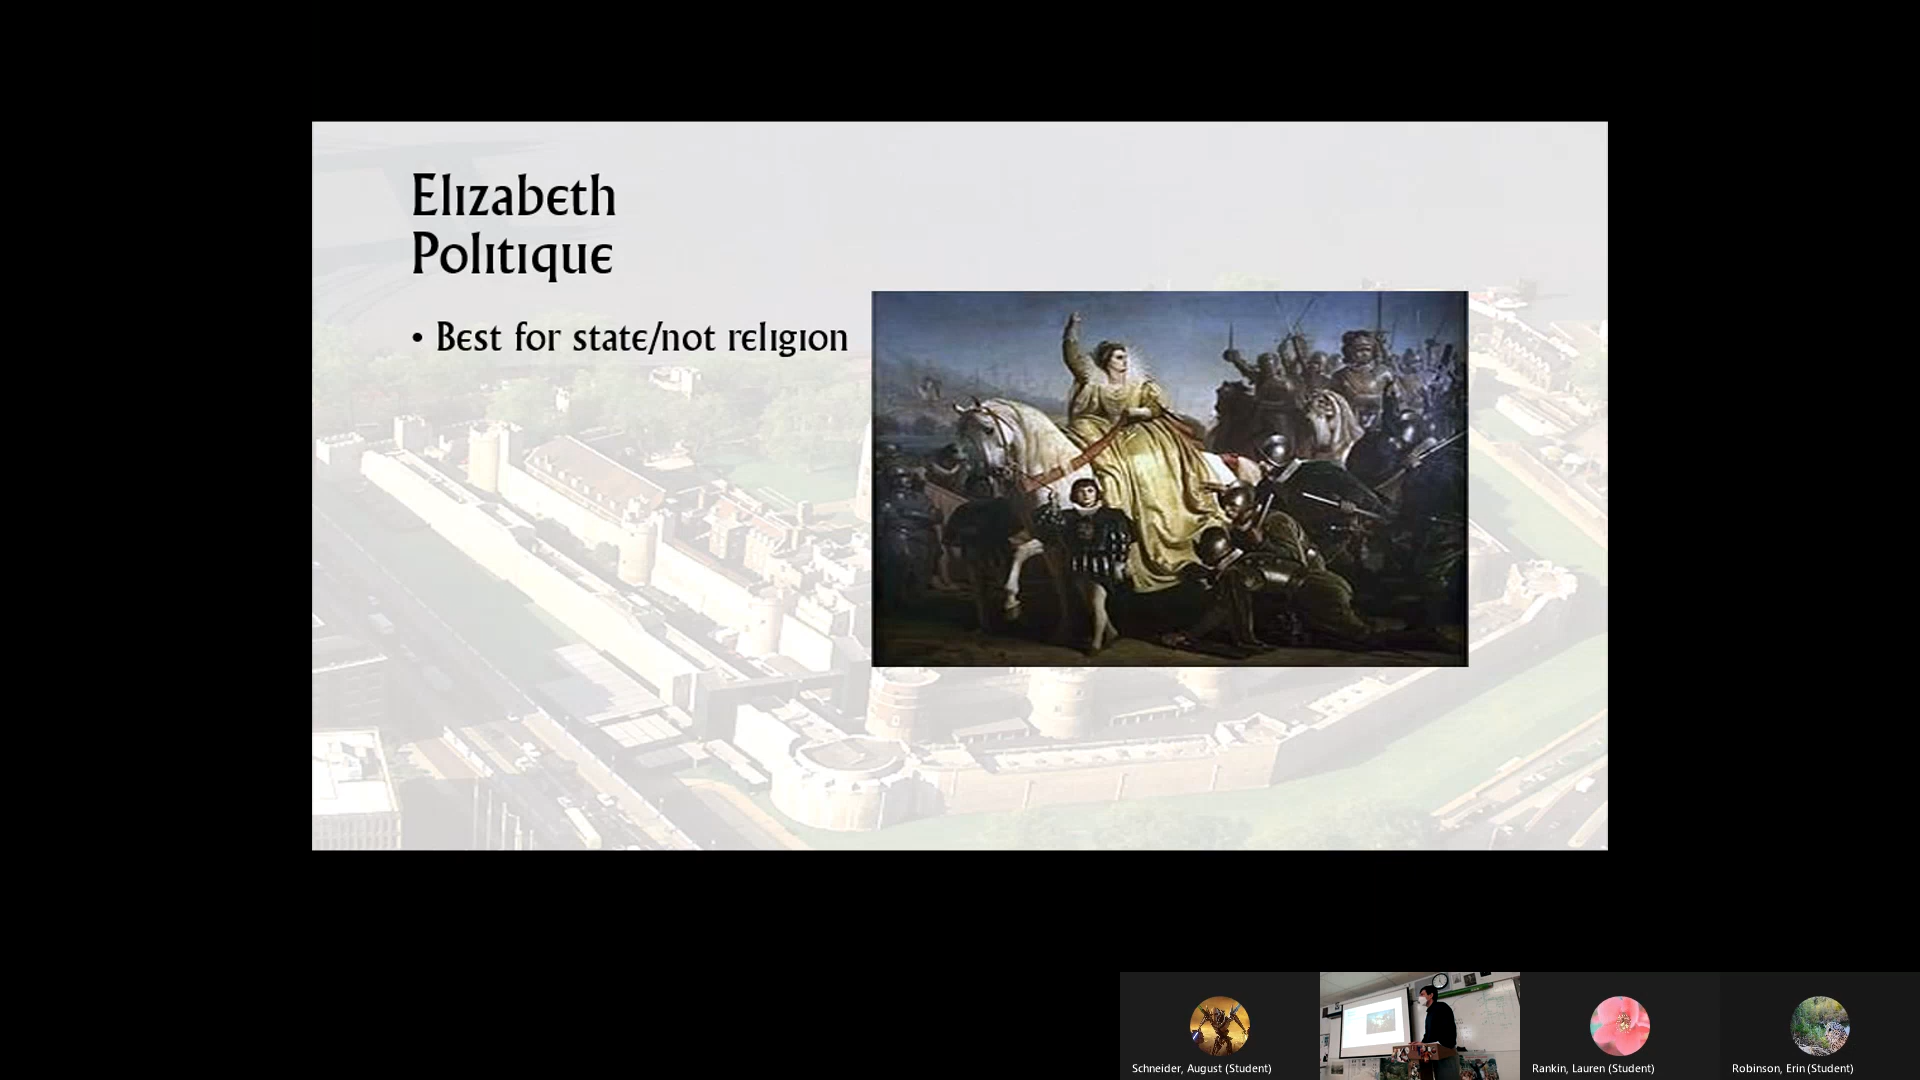 Elizabeth
Politique
• Best for state/not religion
Schneider, August (Student)
Rankin, Lauren (Student)
Robinson, Erin (Student)